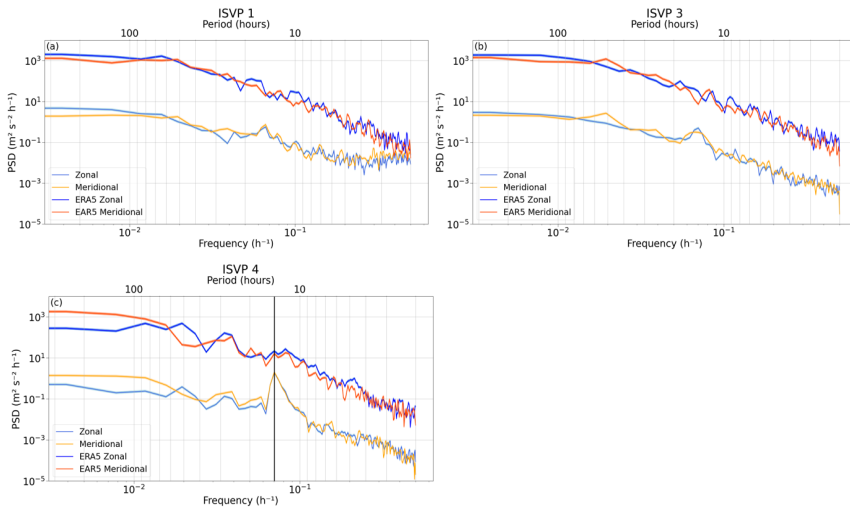 ISVP 1
Period (hours)
100 10
(a)
10³
10¹
10⁻¹
10⁻³
10⁻⁵
PSD (m² s⁻² h⁻¹)
Zonal
Meridional
ERA5 Zonal
EAR5 Meridional
10⁻² 10⁻¹
Frequency (h⁻¹)
ISVP 3
Period (hours)
100 10
(b)
10³
10¹
10⁻¹
10⁻³
10⁻⁵
PSD (m² s⁻² h⁻¹)
Zonal
Meridional
ERA5 Zonal
EAR5 Meridional
10⁻² 10⁻¹
Frequency (h⁻¹)
ISVP 4
Period (hours)
100 10
(c)
10³
10¹
10⁻¹
10⁻³
10⁻⁵
PSD (m² s⁻² h⁻¹)
Zonal
Meridional
ERA5 Zonal
EAR5 Meridional
10⁻² 10⁻¹
Frequency (h⁻¹)